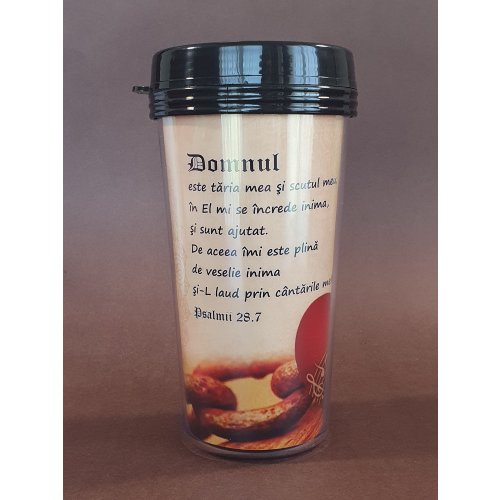 Domnul
este tăria mea şi scutul meu,
în El mi se încrede inima,
şi sunt ajutat.
De aceea îmi este plină
de veselie inima
şi-L laud prin cântările
Psalmii 28.7